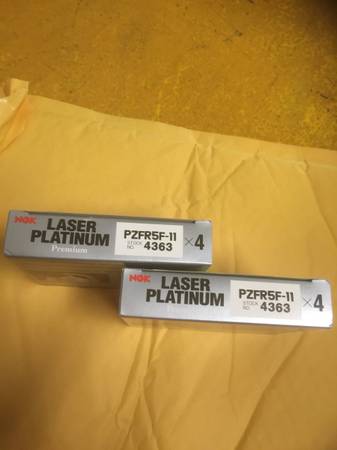 NGK
LASER
PLATINUM
Premium
PZFR5F-11
STOCK NO. 4363
×4
NGK
LASER
PLATINUM
PZFR5F-11
STOCK NO. 4363
×4